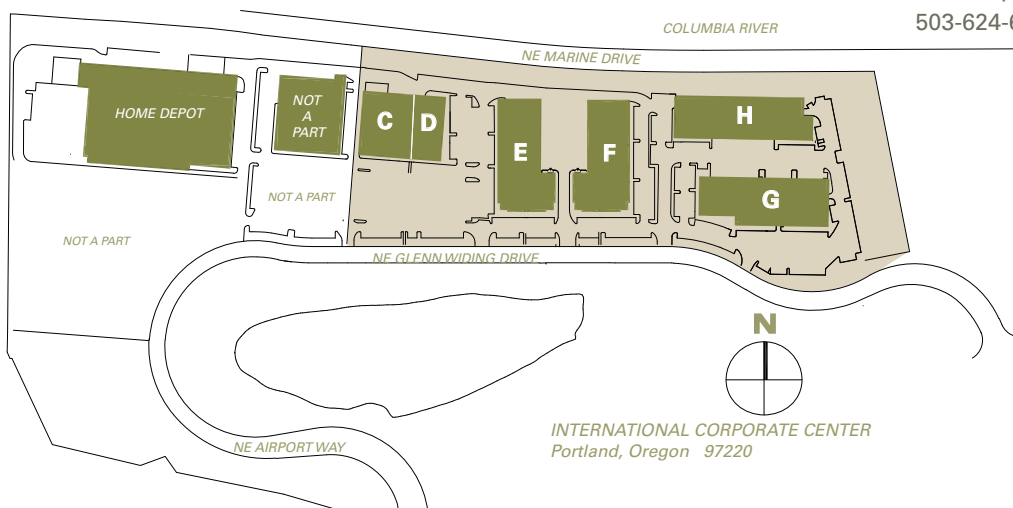 COLUMBIA RIVER
503-624-6
NE MARINE DRIVE
HOME DEPOT
NOT
A
PART
C
D
E
F
H
G
NOT A PART
NOT A PART
NE GLENN WIDING DRIVE
N
INTERNATIONAL CORPORATE CENTER
Portland, Oregon 97220
NE AIRPORT WAY